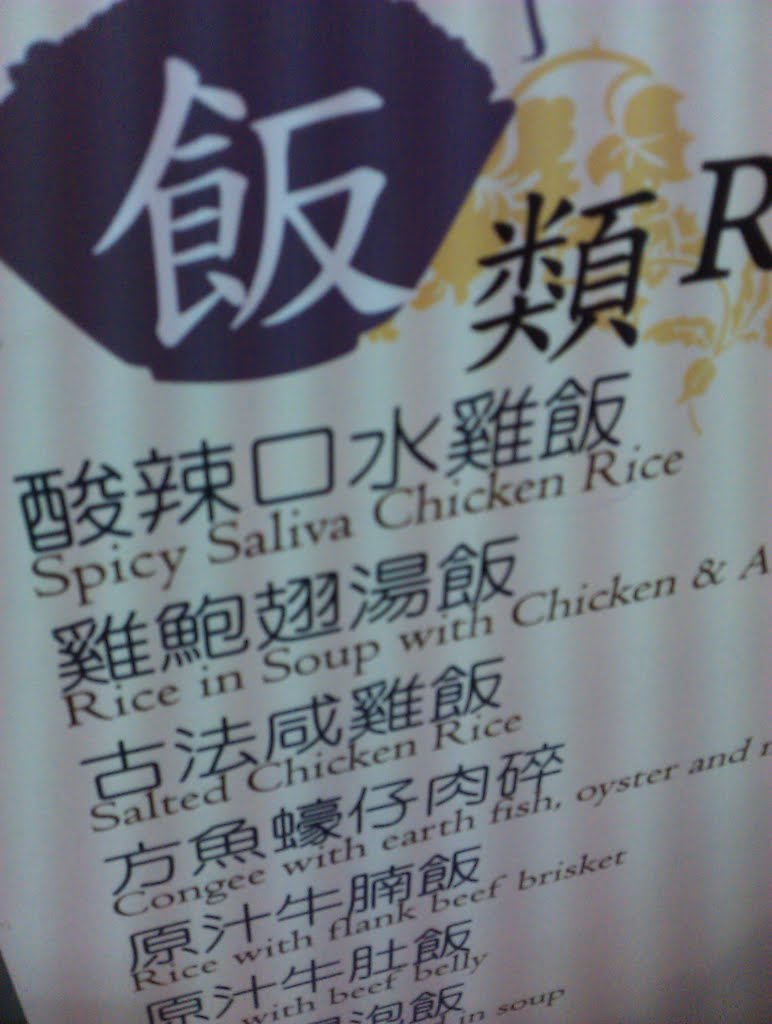 飯類 R
酸辣口水雞飯
Spicy Saliva Chicken Rice
雞鮑翅湯飯
Rice in Soup with Chicken & A
古法咸雞飯
Salted Chicken Rice
方魚蠔仔肉碎
Congee with earth fish, oyster and
原汁牛腩飯
Rice with flank beef brisket
原汁牛肚飯
with beef belly
泡飯
in soup